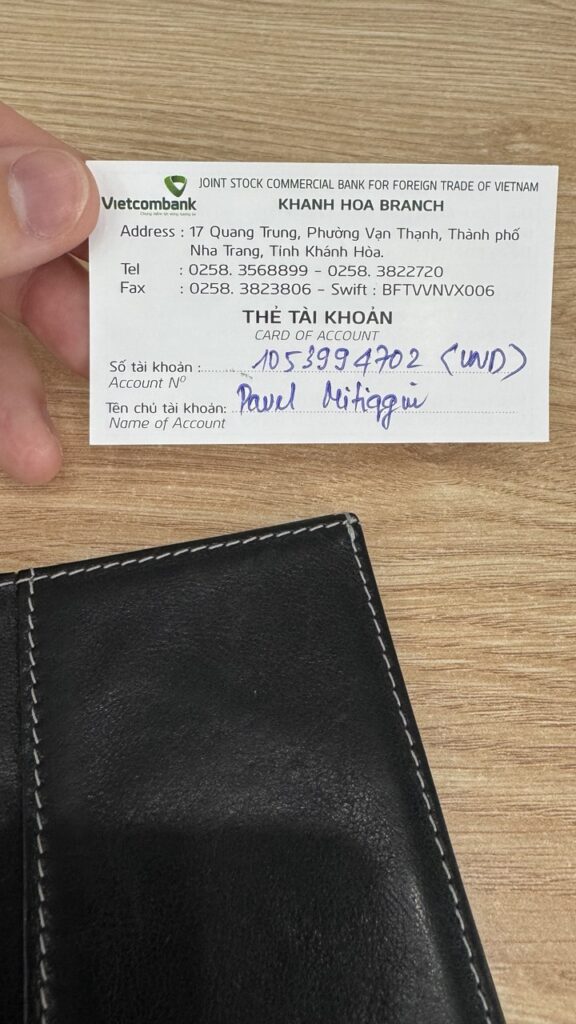 Vietcombank
JOINT STOCK COMMERCIAL BANK FOR FOREIGN TRADE OF VIETNAM
KHANH HOA BRANCH
Address : 17 Quang Trung, Phường Vạn Thạnh, Thành phố
Nha Trang, Tỉnh Khánh Hòa.
Tel : 0258. 3568899 - 0258. 3822720
Fax : 0258. 3823806 - Swift : BFTVVNVX006
THẺ TÀI KHOẢN
CARD OF ACCOUNT
Số tài khoản : 1053994702 (VND)
Account Nº
Tên chủ tài khoản: Pavel
Name of Account